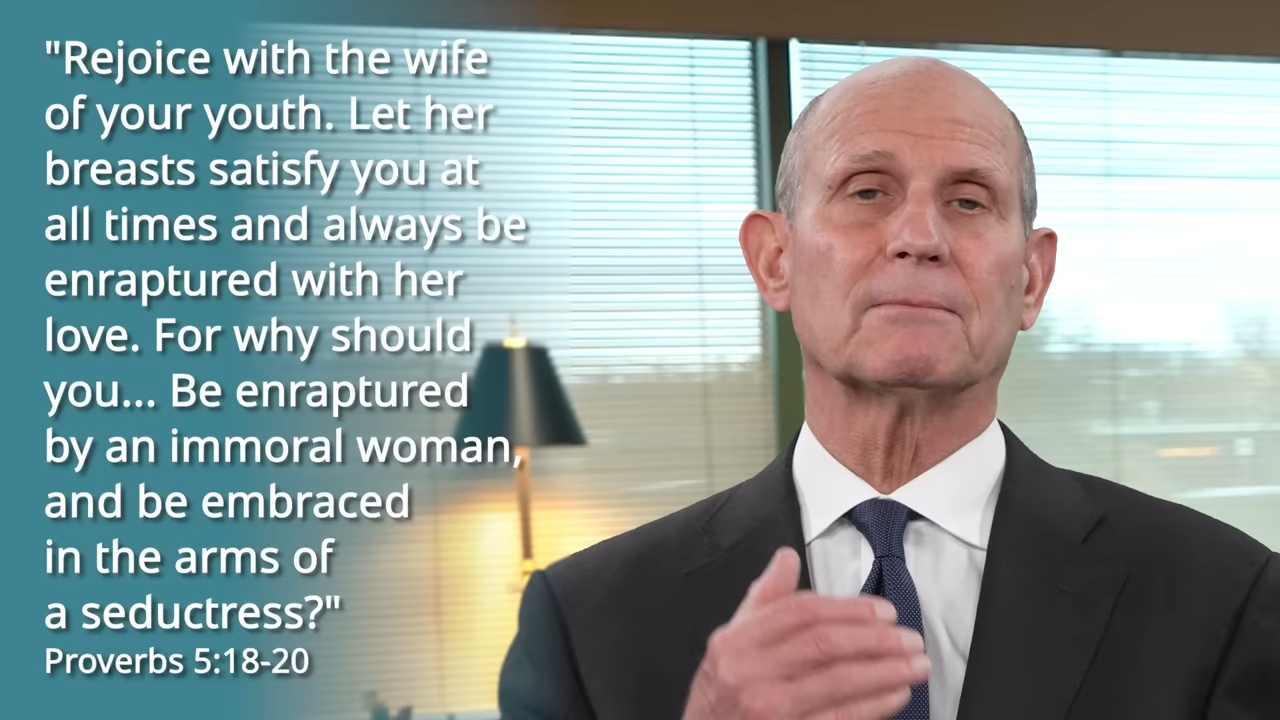 "Rejoice with the wife
of your youth. Let her
breasts satisfy you at
all times and always be
enraptured with her
love. For why should
you... Be enraptured
by an immoral woman,
and be embraced
in the arms of
a seductress?"
Proverbs 5:18-20